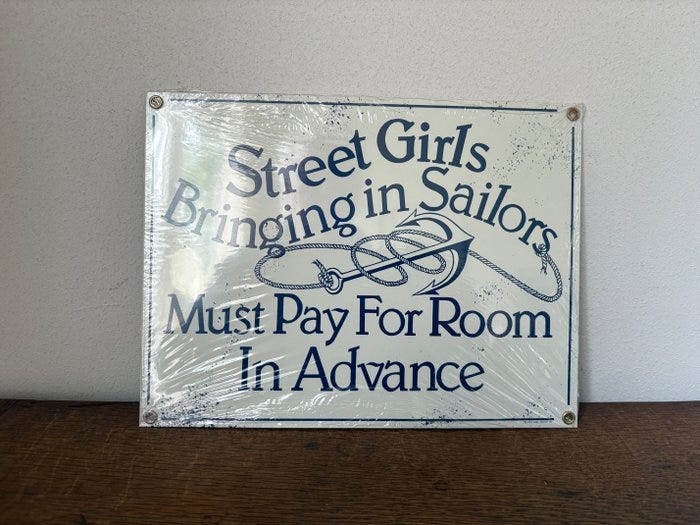 Street Girls
Bringing in Sailors
Must Pay For Room
In Advance